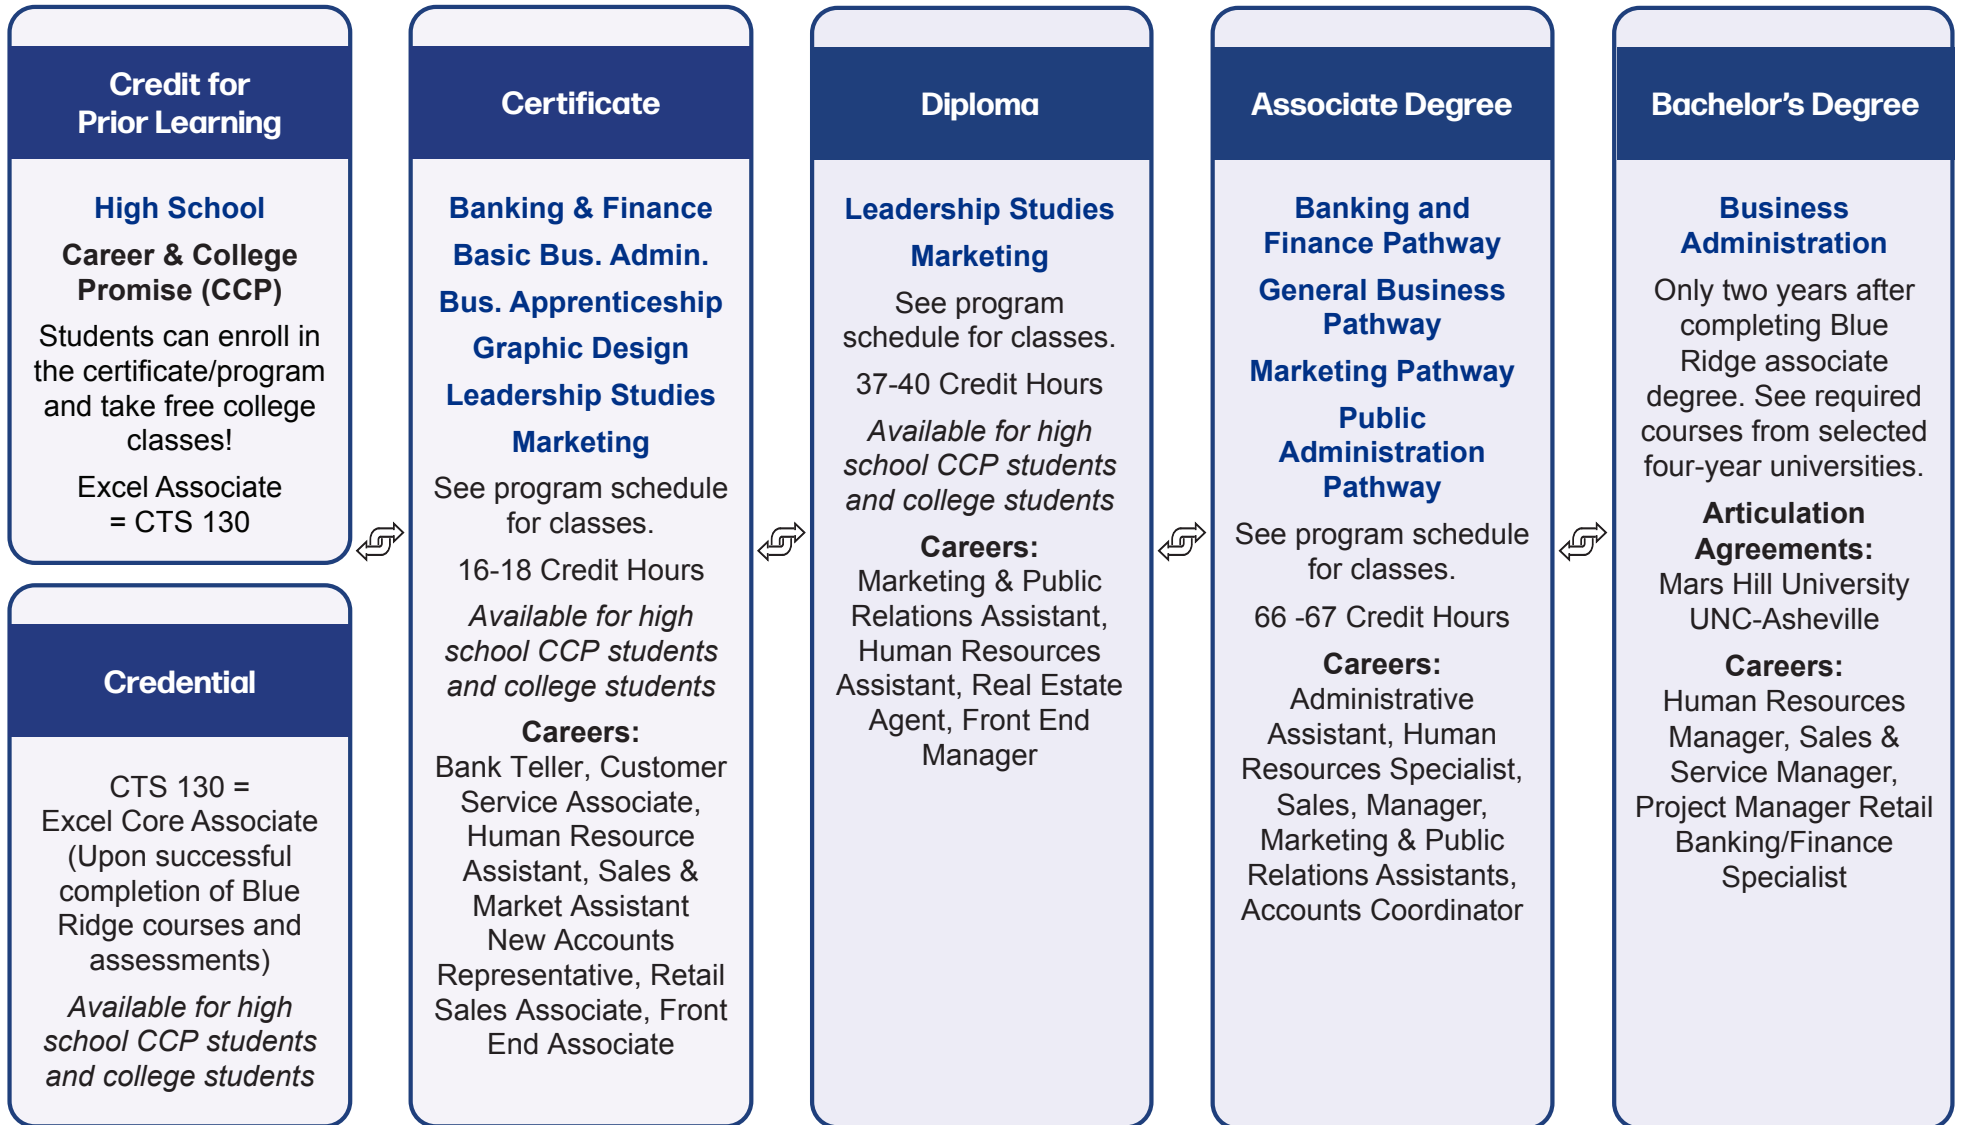 Credit for
Prior Learning
High School
Career & College
Promise (CCP)
Students can enroll in
the certificate/program
and take free college
classes!
Excel Associate
= CTS 130
Credential
CTS 130 =
Excel Core Associate
(Upon successful
completion of Blue
Ridge courses and
assessments)
Available for high
school CCP students
and college students
Certificate
Banking & Finance
Basic Bus. Admin.
Bus. Apprenticeship
Graphic Design
Leadership Studies
Marketing
See program schedule
for classes.
16-18 Credit Hours
Available for high
school CCP students
and college students
Careers:
Bank Teller, Customer
Service Associate,
Human Resource
Assistant, Sales &
Market Assistant
New Accounts
Representative, Retail
Sales Associate, Front
End Associate
Diploma
Leadership Studies
Marketing
See program
schedule for classes.
37-40 Credit Hours
Available for high
school CCP students
and college students
Careers:
Marketing & Public
Relations Assistant,
Human Resources
Assistant, Real Estate
Agent, Front End
Manager
Associate Degree
Banking and
Finance Pathway
General Business
Pathway
Marketing Pathway
Public
Administration
Pathway
See program schedule
for classes.
66 -67 Credit Hours
Careers:
Administrative
Assistant, Human
Resources Specialist,
Sales, Manager,
Marketing & Public
Relations Assistants,
Accounts Coordinator
Bachelor's Degree
Business
Administration
Only two years after
completing Blue
Ridge associate
degree. See required
courses from selected
four-year universities.
Articulation
Agreements:
Mars Hill University
UNC-Asheville
Careers:
Human Resources
Manager, Sales &
Service Manager,
Project Manager Retail
Banking/Finance
Specialist